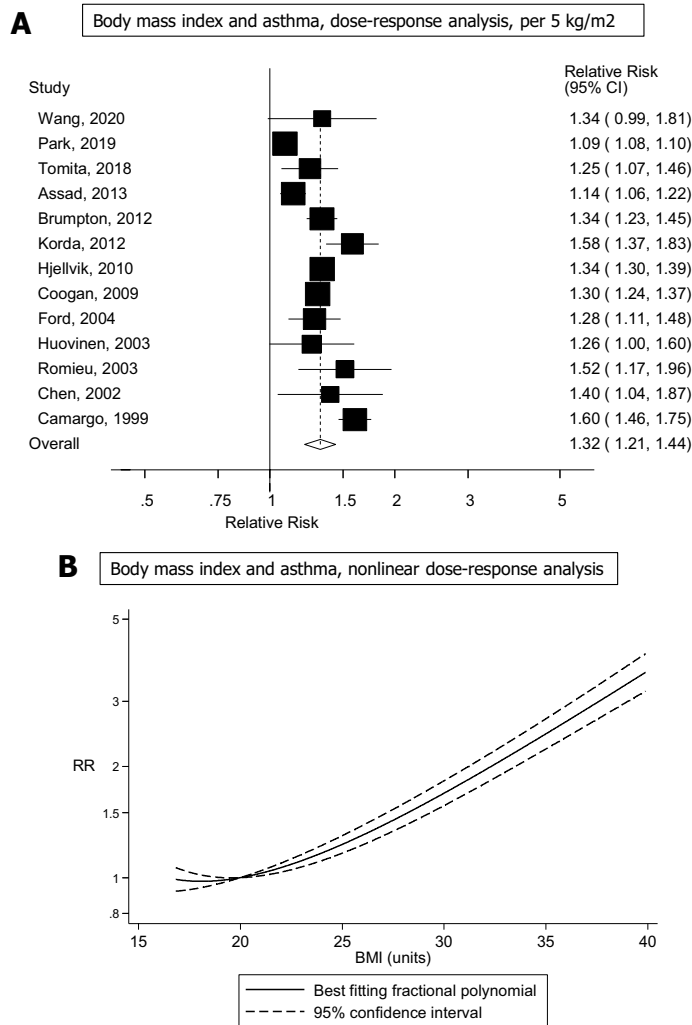 A
Body mass index and asthma, dose-response analysis, per 5 kg/m2
Relative Risk
Study (95% CI)
Wang, 2020 1.34 ( 0.99, 1.81)
Park, 2019 1.09 ( 1.08, 1.10)
Tomita, 2018 1.25 ( 1.07, 1.46)
Assad, 2013 1.14 ( 1.06, 1.22)
Brumpton, 2012 1.34 ( 1.23, 1.45)
Korda, 2012 1.58 ( 1.37, 1.83)
Hjellvik, 2010 1.34 ( 1.30, 1.39)
Coogan, 2009 1.30 ( 1.24, 1.37)
Ford, 2004 1.28 ( 1.11, 1.48)
Huovinen, 2003 1.26 ( 1.00, 1.60)
Romieu, 2003 1.52 ( 1.17, 1.96)
Chen, 2002 1.40 ( 1.04, 1.87)
Camargo, 1999 1.60 ( 1.46, 1.75)
Overall 1.32 ( 1.21, 1.44)
.5 .75 1 1.5 2 3 5
Relative Risk
B
Body mass index and asthma, nonlinear dose-response analysis
5
3
RR
2
1.5
1
.8
15 20 25 30 35 40
BMI (units)
Best fitting fractional polynomial
95% confidence interval